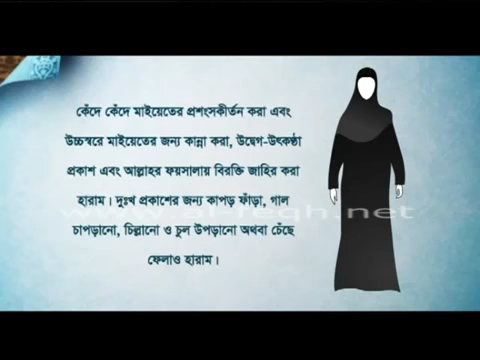 কেঁদে কেঁদে মাইয়েতের প্রশংসকীর্তন করা এবং
উচ্চস্বরে মাইয়েতের জন্য কান্না করা, উদ্বেগ-উৎকণ্ঠা
প্রকাশ এবং আল্লাহর ফয়সালায় বিরক্তি জাহির করা
হারাম। দুঃখ প্রকাশের জন্য কাপড় ফাঁড়া, গাল
www.al-feqh.net
চাপড়ানো, চিল্লানো ও চুল উপড়ানো অথবা চেঁছে
ফেলাও হারাম।